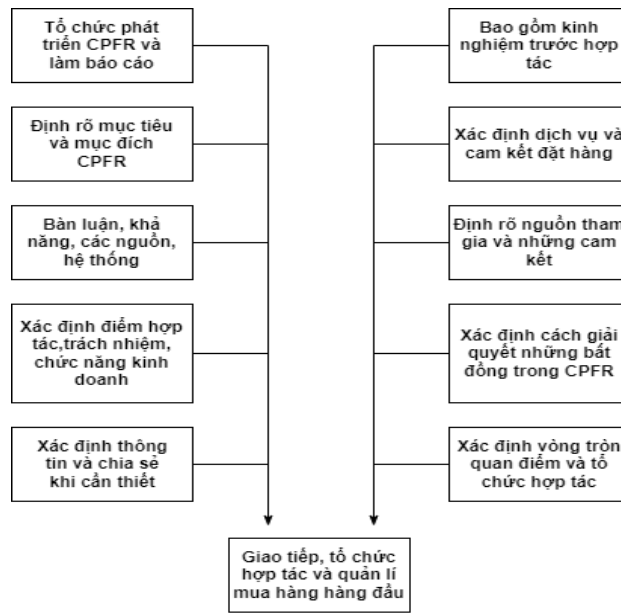 Tổ chức phát
triển CPFR và
làm báo cáo
Định rõ mục tiêu
và mục đích
CPFR
Bàn luận, khả
năng, các nguồn,
hệ thống
Xác định điểm hợp
tác,trách nhiệm,
chức năng kinh
doanh
Xác định thông
tin và chia sẻ
khi cần thiết
Bao gồm kinh
nghiệm trước hợp
tác
Xác định dịch vụ và
cam kết đặt hàng
Định rõ nguồn tham
gia và những cam
kết
Xác định cách giải
quyết những bất
đồng trong CPFR
Xác định vòng tròn
quan điểm và tổ
chức hợp tác
Giao tiếp, tổ chức
hợp tác và quản lí
mua hàng hàng đầu